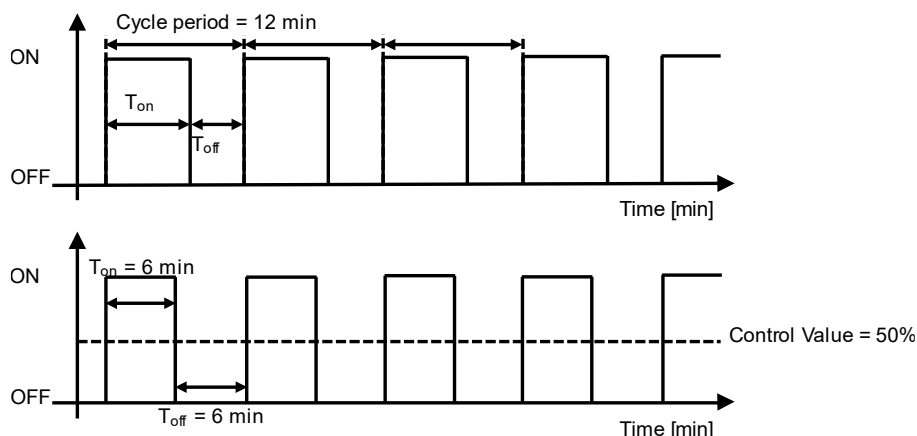 Cycle period = 12 min
ON
Ton
Toff
OFF
Time [min]
ON
Ton = 6 min
Control Value = 50%
OFF
Toff = 6 min
Time [min]